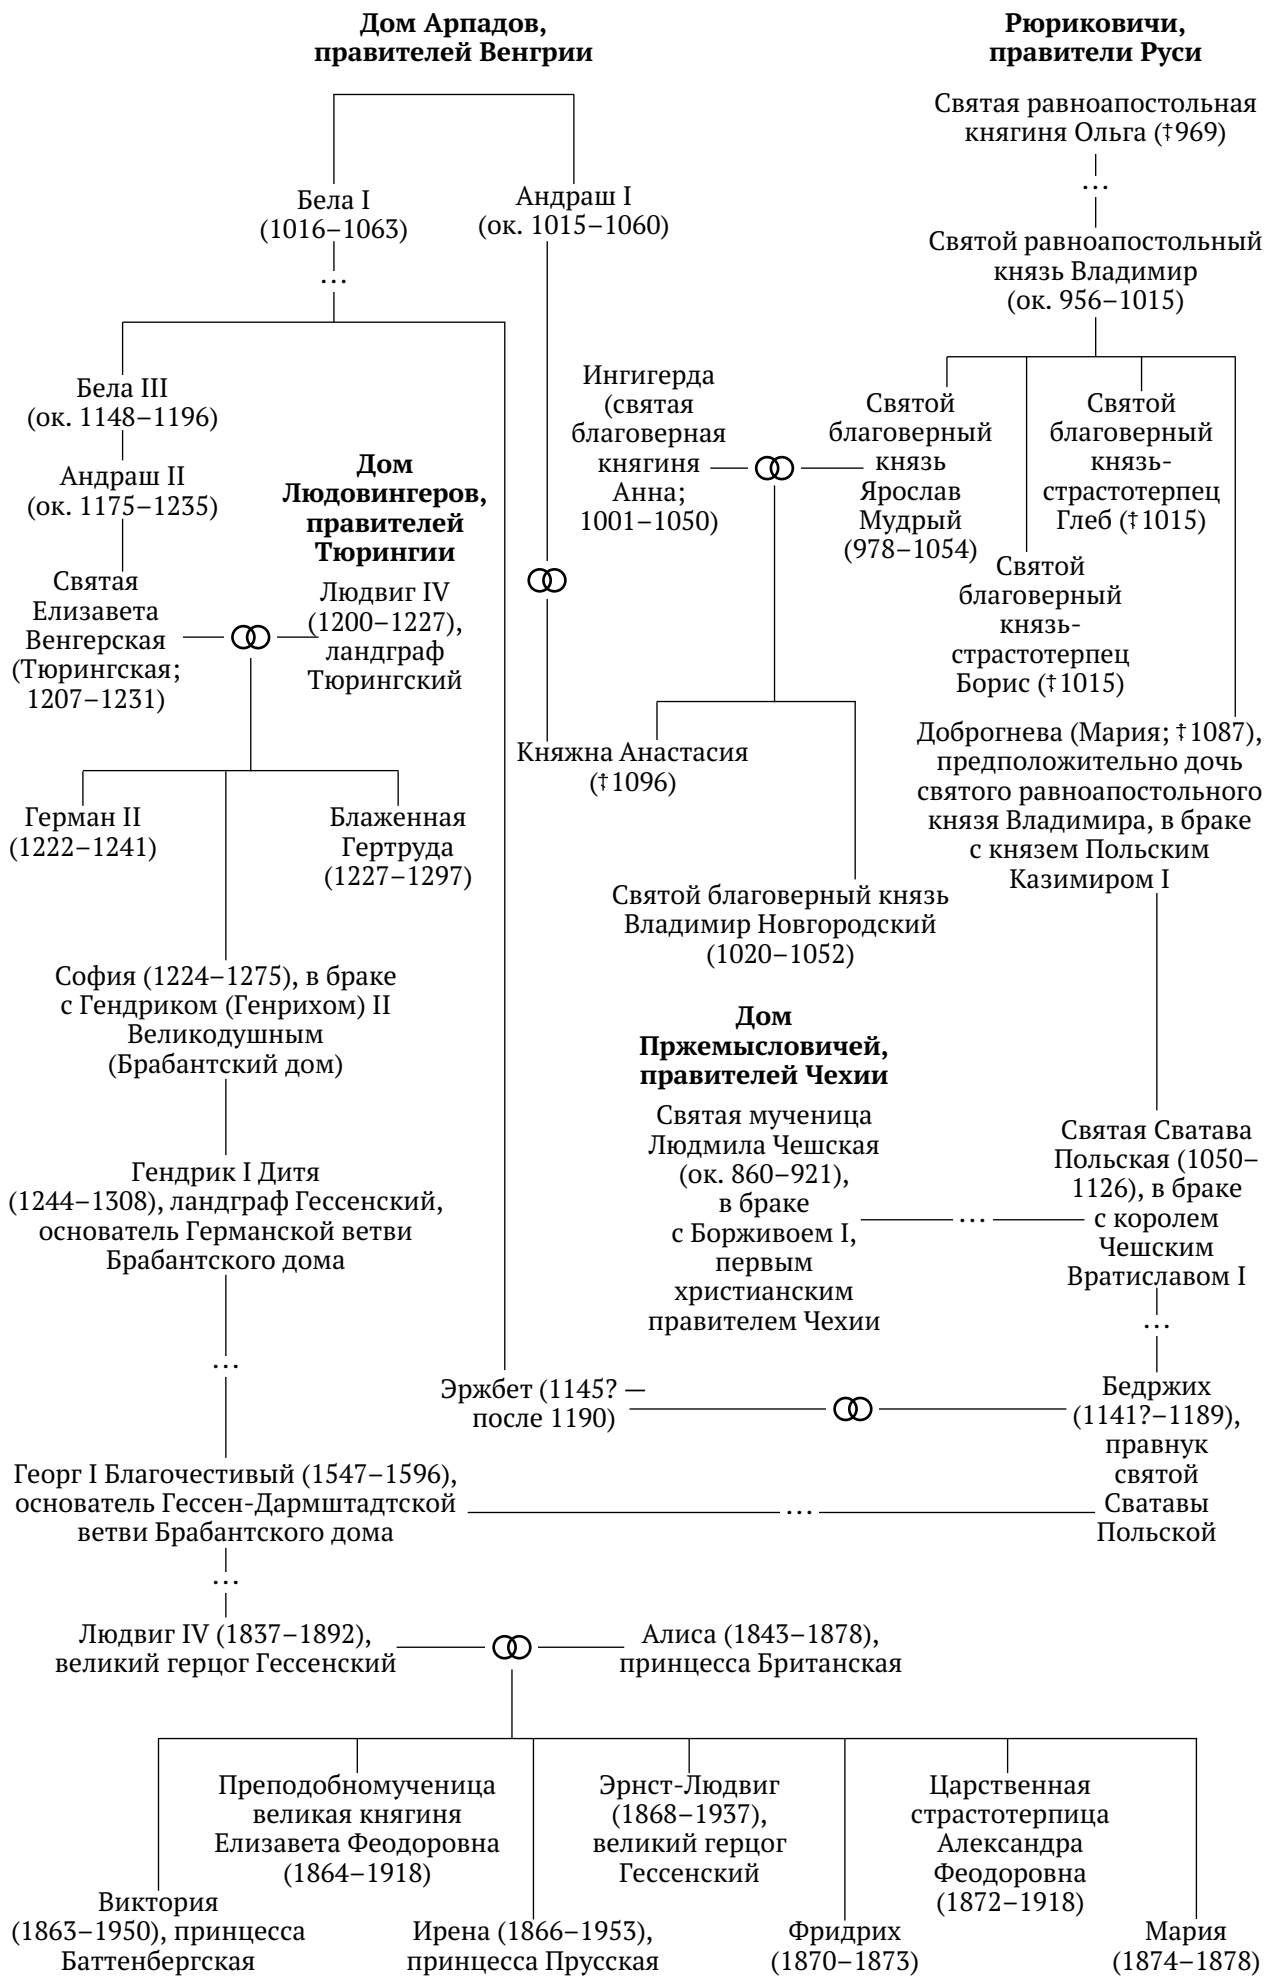 Дом Арпадов,
правителей Венгрии
Рюриковичи,
правители Руси
Святая равноапостольная
княгиня Ольга (‡969)
...
Бела I
(1016–1063)
...
Андраш I
(ок. 1015–1060)
Святой равноапостольный
князь Владимир
(ок. 956–1015)
Бела III
(ок. 1148–1196)
Андраш II
(ок. 1175–1235)
Ингигерда
(святая
благоверная
княгиня
Анна;
1001–1050)
Святой
благоверный
князь
Ярослав
Мудрый
(978–1054)
Святой
благоверный
князь-
страстотерпец
Глеб (‡1015)
Святой
благоверный
князь-
страстотерпец
Борис (‡1015)
Дом
Людовингеров,
правителей
Тюрингии
Святая
Елизавета
Венгерская
(Тюрингская;
1207–1231)
Людвиг IV
(1200–1227),
ландграф
Тюрингский
Княжна Анастасия
(‡1096)
Доброгнева (Мария; ‡1087),
предположительно дочь
святого равноапостольного
князя Владимира, в браке
с князем Польским
Казимиром I
Герман II
(1222–1241)
Блаженная
Гертруда
(1227–1297)
Святой благоверный князь
Владимир Новгородский
(1020–1052)
София (1224–1275), в браке
с Гендриком (Генрихом) II
Великодушным
(Брабантский дом)
Дом
Пржемысловичей,
правителей Чехии
Святая мученица
Людмила Чешская
(ок. 860–921),
в браке
с Борживоем I,
первым
христианским
правителем Чехии
...
Святая Сватава
Польская (1050–
1126), в браке
с королем
Чешским
Вратиславом I
...
Гендрик I Дитя
(1244–1308), ландграф Гессенский,
основатель Германской ветви
Брабантского дома
...
Эржбет (1145? —
после 1190)
Бедржих
(1141?–1189),
правнук
святой
Сватавы
Польской
Георг I Благочестивый (1547–1596),
основатель Гессен-Дармштадтской
ветви Брабантского дома
...
...
Людвиг IV (1837–1892),
великий герцог Гессенский
Алиса (1843–1878),
принцесса Британская
Преподобномученица
великая княгиня
Елизавета Феодоровна
(1864–1918)
Эрнст-Людвиг
(1868–1937),
великий герцог
Гессенский
Царственная
страстотерпица
Александра
Феодоровна
(1872–1918)
Виктория
(1863–1950), принцесса
Баттенбергская
Ирена (1866–1953),
принцесса Прусская
Фридрих
(1870–1873)
Мария
(1874–1878)